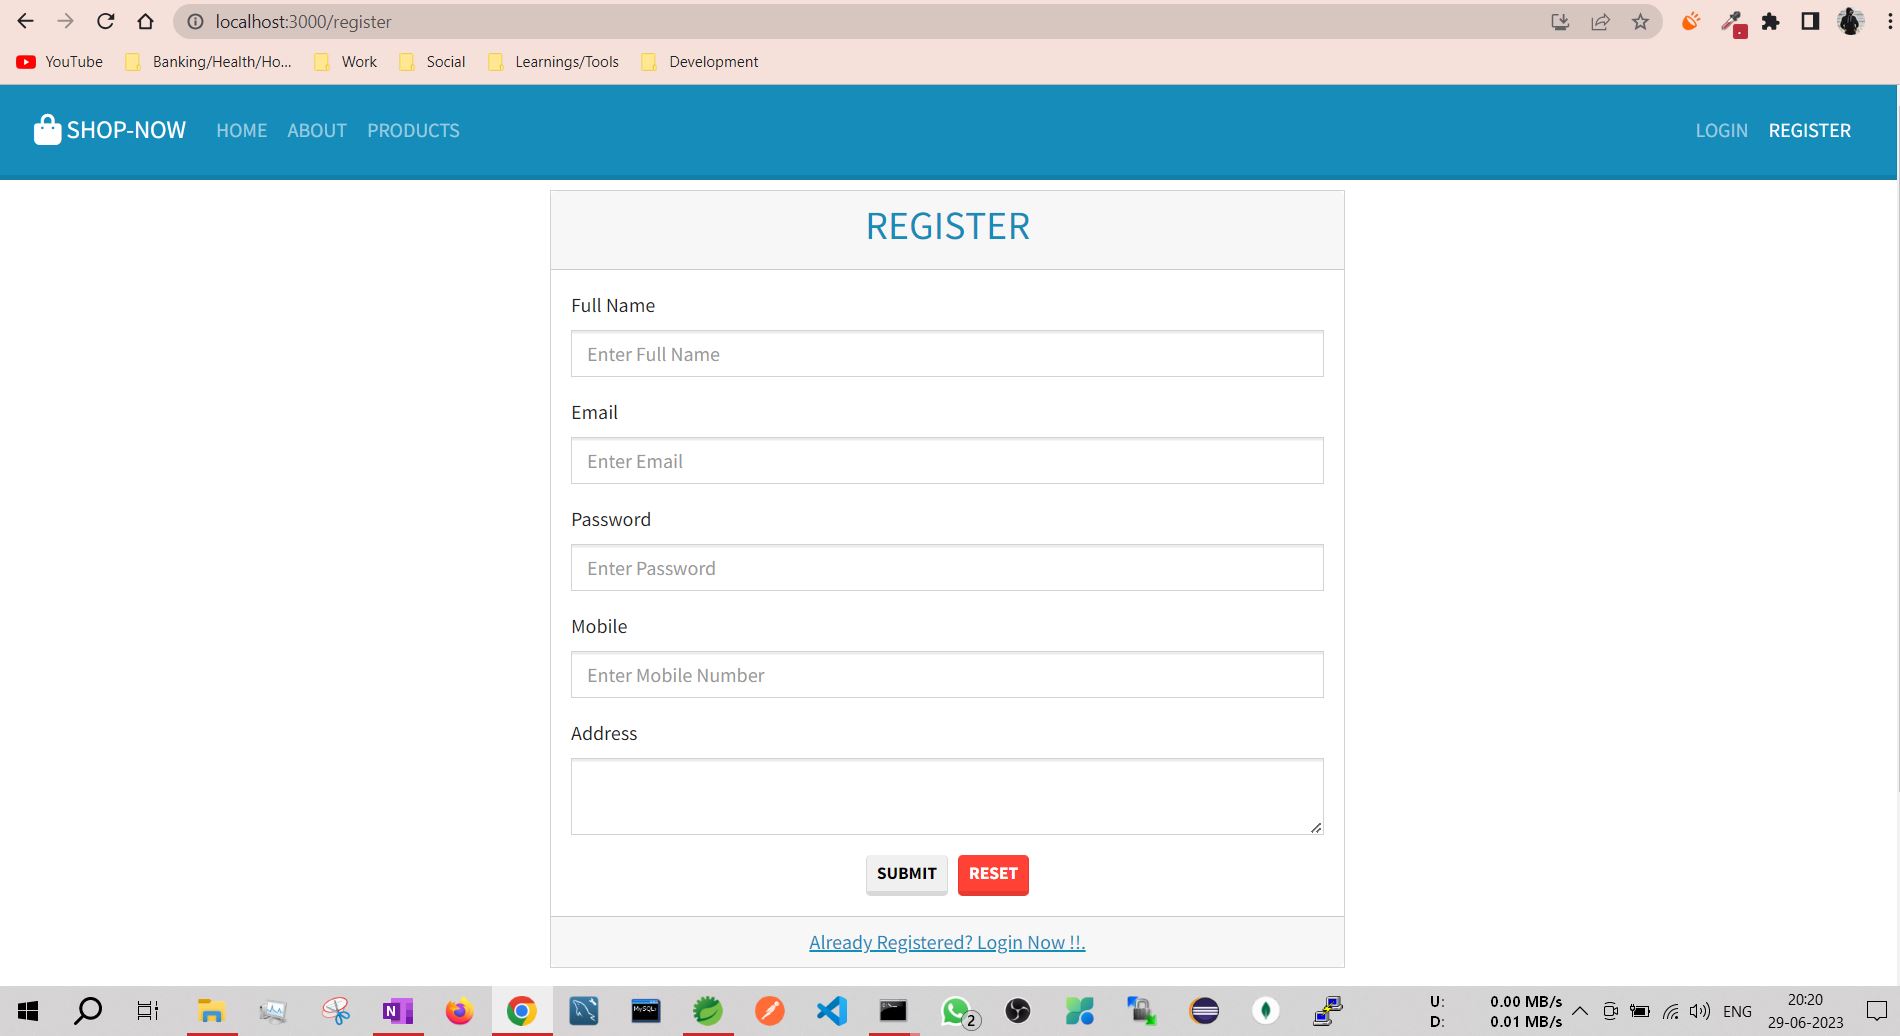 localhost:3000/register
YouTube Banking/Health/Ho... Work Social Learnings/Tools Development
SHOP-NOW HOME ABOUT PRODUCTS LOGIN REGISTER
REGISTER
Full Name
Enter Full Name
Email
Enter Email
Password
Enter Password
Mobile
Enter Mobile Number
Address
SUBMIT RESET
Already Registered? Login Now !!.
U: 0.00 MB/s
D: 0.01 MB/s
ENG
20:20
29-06-2023
N
MySQL
2